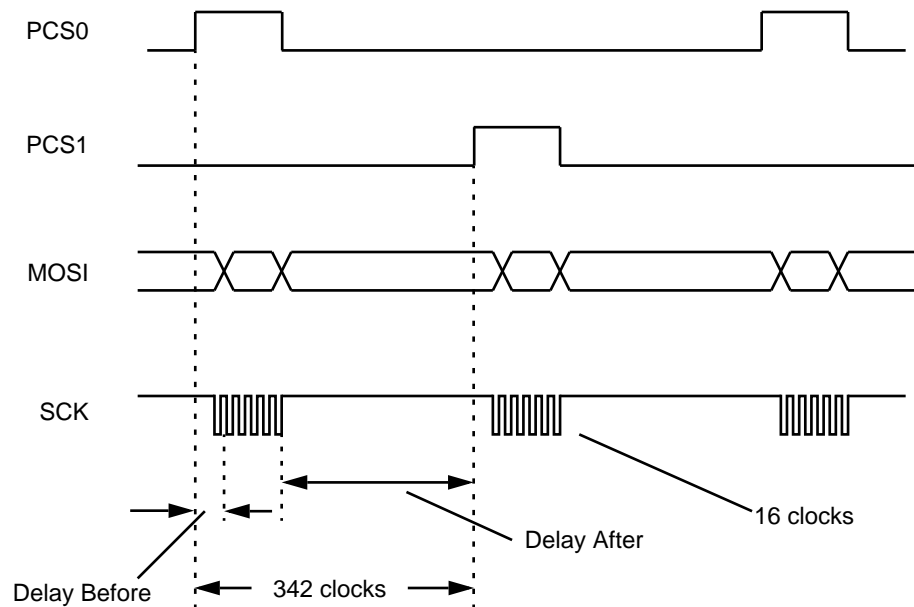 PCS0
PCS1
MOSI
SCK
16 clocks
Delay After
Delay Before
342 clocks